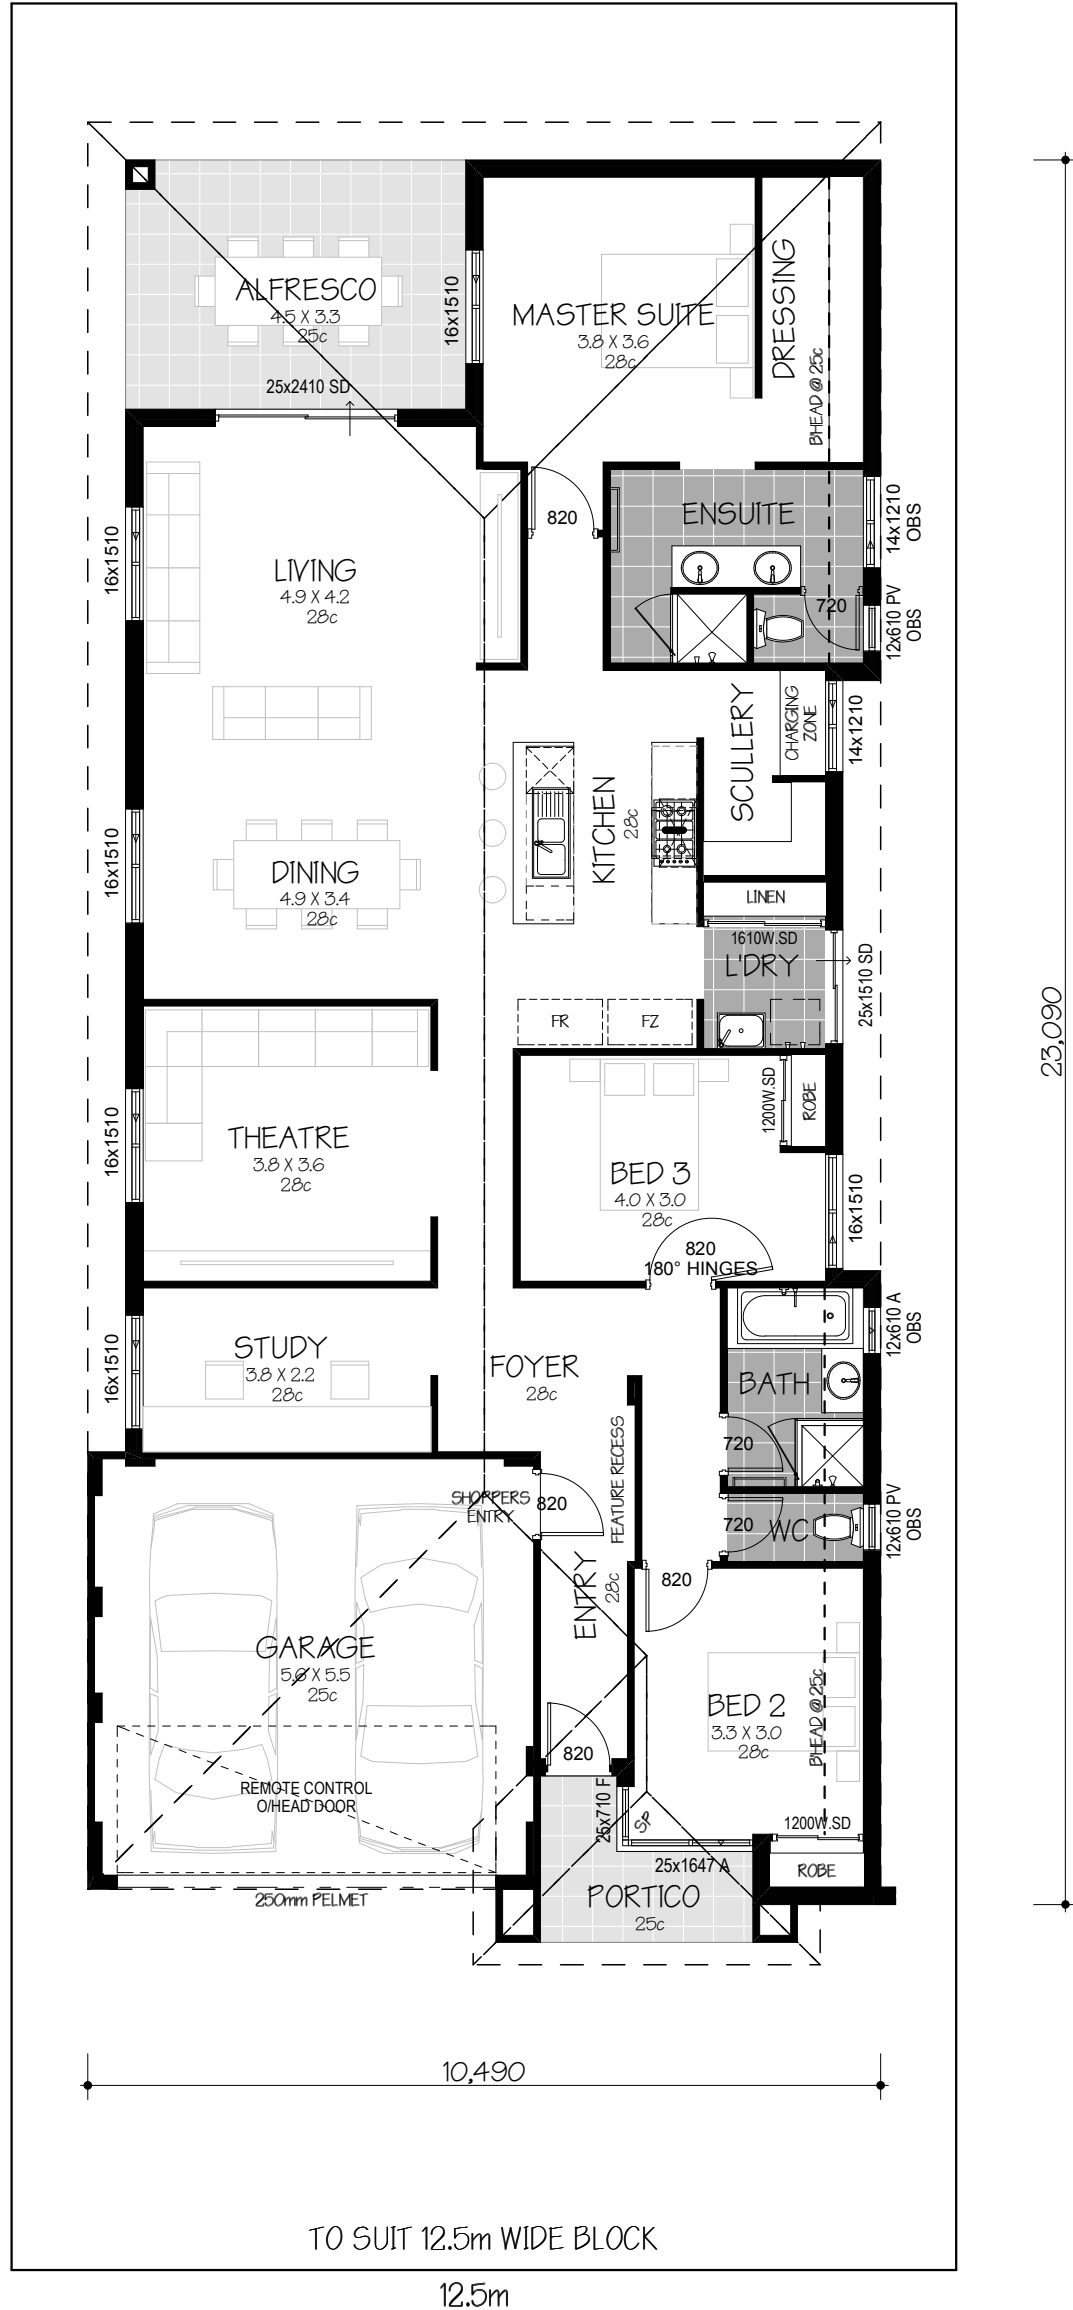 ALFRESCO
4.5 X 3.3
25c
16x1510
25x2410 SD
MASTER SUITE
3.8 X 3.6
28c
DRESSING
B'HEAD @ 25c
820
ENSUITE
14x1210
OBS
720
12x610 PV
OBS
16x1510
LIVING
4.9 X 4.2
28c
SCULLERY
CHARGING
ZONE
14x1210
KITCHEN
28c
16x1510
DINING
4.9 X 3.4
28c
LINEN
1610W.SD
L'DRY
25x1510 SD
FR
FZ
23,090
16x1510
THEATRE
3.8 X 3.6
28c
1200W.SD
ROBE
BED 3
4.0 X 3.0
28c
820
180° HINGES
16x1510
16x1510
STUDY
3.8 X 2.2
28c
FOYER
28c
12x610 A
OBS
BATH
720
FEATURE RECESS
SHOPPERS
ENTRY
820
720
WC
12x610 PV
OBS
ENTRY
28c
820
GARAGE
5.6 X 5.5
25c
BED 2
3.3 X 3.0
28c
B'HEAD @ 25c
820
REMOTE CONTROL
O/HEAD DOOR
25x710 F
SP
1200W.SD
25x1647 A
ROBE
PORTICO
25c
250mm PELMET
10,490
TO SUIT 12.5m WIDE BLOCK
12.5m